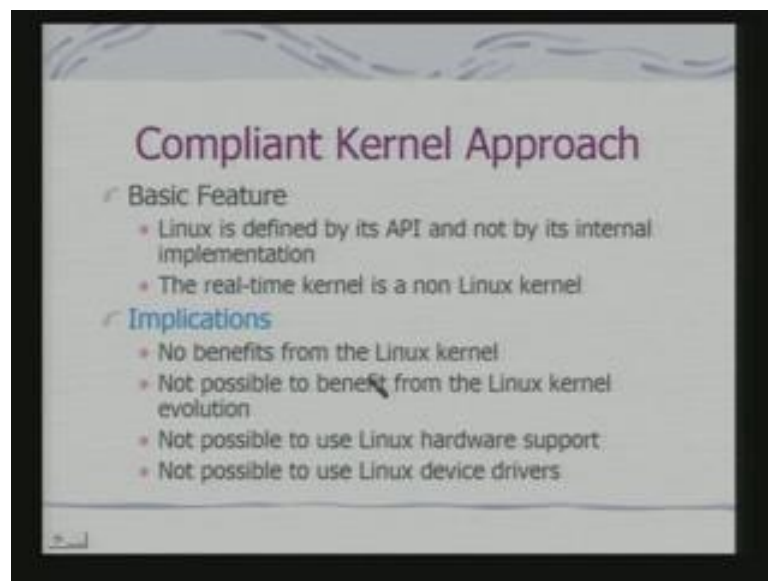 Compliant Kernel Approach
Basic Feature
Linux is defined by its API and not by its internal
implementation
The real-time kernel is a non Linux kernel
Implications
No benefits from the Linux kernel
Not possible to benefit from the Linux kernel
evolution
Not possible to use Linux hardware support
Not possible to use Linux device drivers